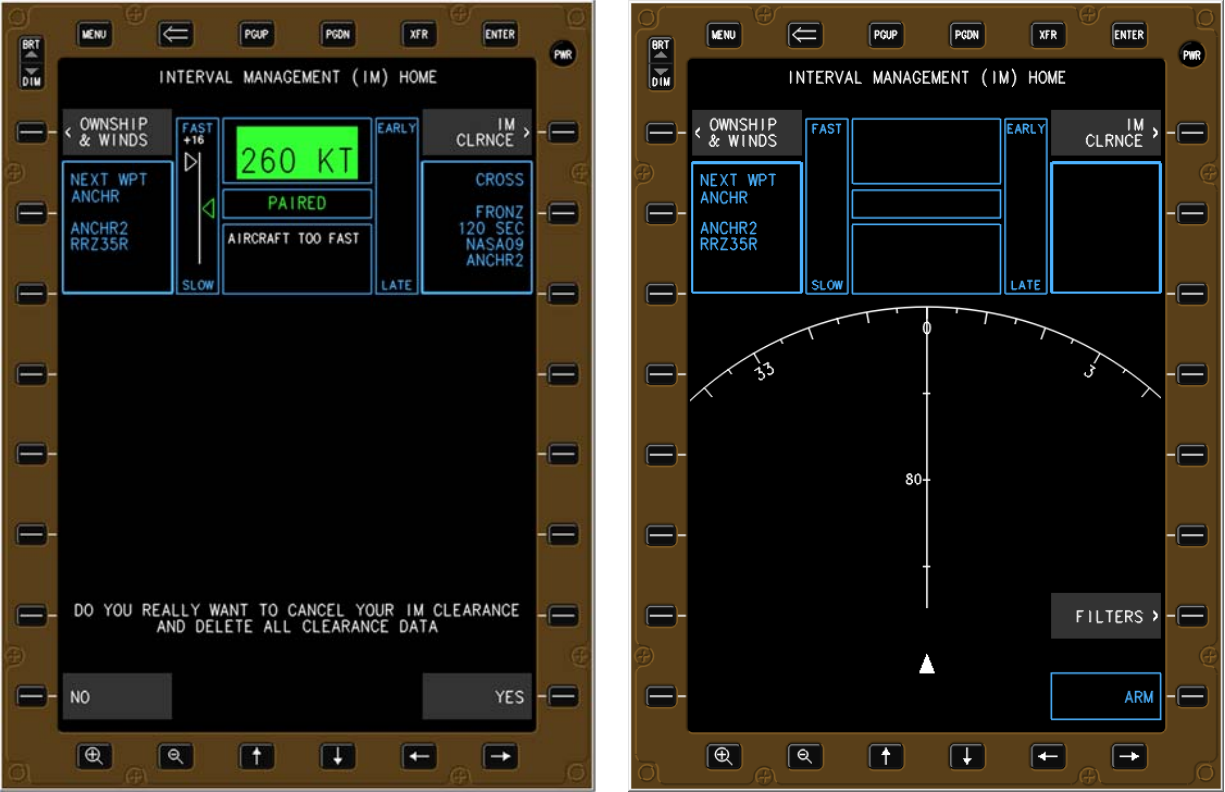 MENU PGUP PGDN XFR ENTER
BRT
DIM
PWR
INTERVAL MANAGEMENT (IM) HOME
< OWNSHIP
& WINDS
FAST
+16
260 KT
EARLY
IM >
CLRNCE
NEXT WPT
ANCHR
ANCHR2
RRZ35R
PAIRED
AIRCRAFT TOO FAST
CROSS
FRONZ
120 SEC
NASA09
ANCHR2
SLOW
LATE
DO YOU REALLY WANT TO CANCEL YOUR IM CLEARANCE
AND DELETE ALL CLEARANCE DATA
NO
YES
MENU PGUP PGDN XFR ENTER
BRT
DIM
PWR
INTERVAL MANAGEMENT (IM) HOME
< OWNSHIP
& WINDS
FAST
EARLY
IM >
CLRNCE
NEXT WPT
ANCHR
ANCHR2
RRZ35R
SLOW
LATE
0
33
3
80
FILTERS >
ARM